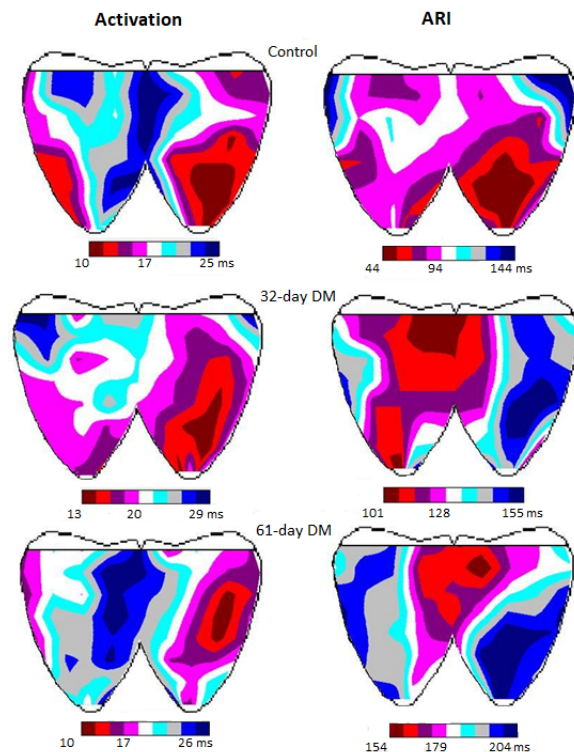 Activation ARI
Control
10 17 25 ms 44 94 144 ms
32-day DM
13 20 29 ms 101 128 155 ms
61-day DM
10 17 26 ms 154 179 204 ms